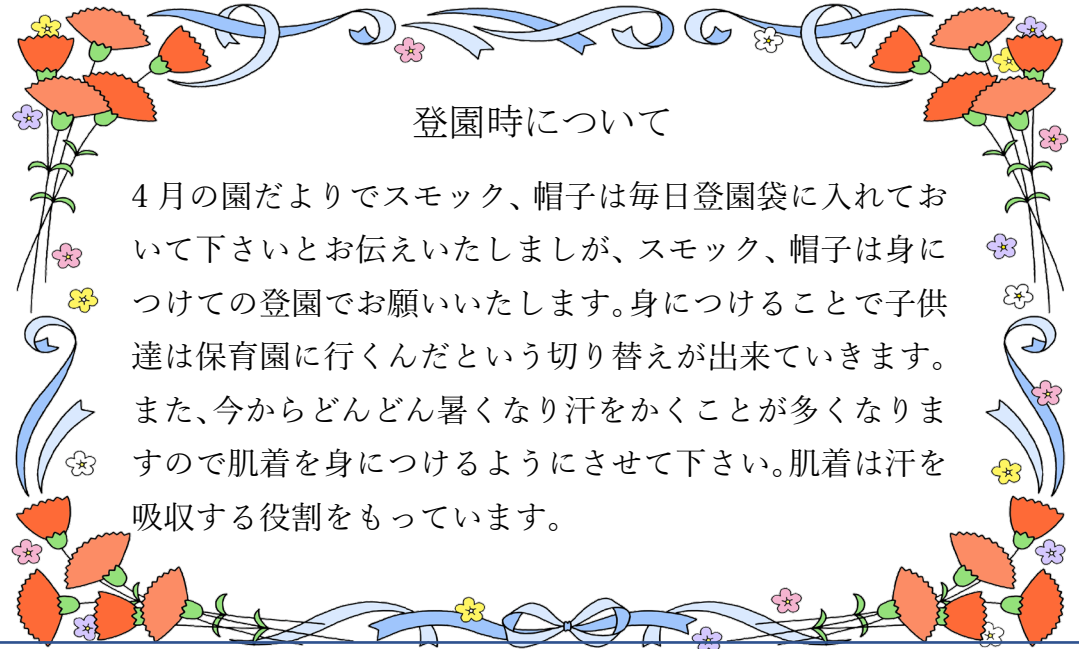 登園時について
4月の園だよりでスモック、帽子は毎日登園袋に入れてお
いて下さいとお伝えいたしましが、スモック、帽子は身に
つけての登園でお願いいたします。身につけることで子供
達は保育園に行くんだという切り替えが出来ていきます。
また、今からどんどん暑くなり汗をかくことが多くなりま
すので肌着を身につけるようにさせて下さい。肌着は汗を
吸収する役割をもっています。